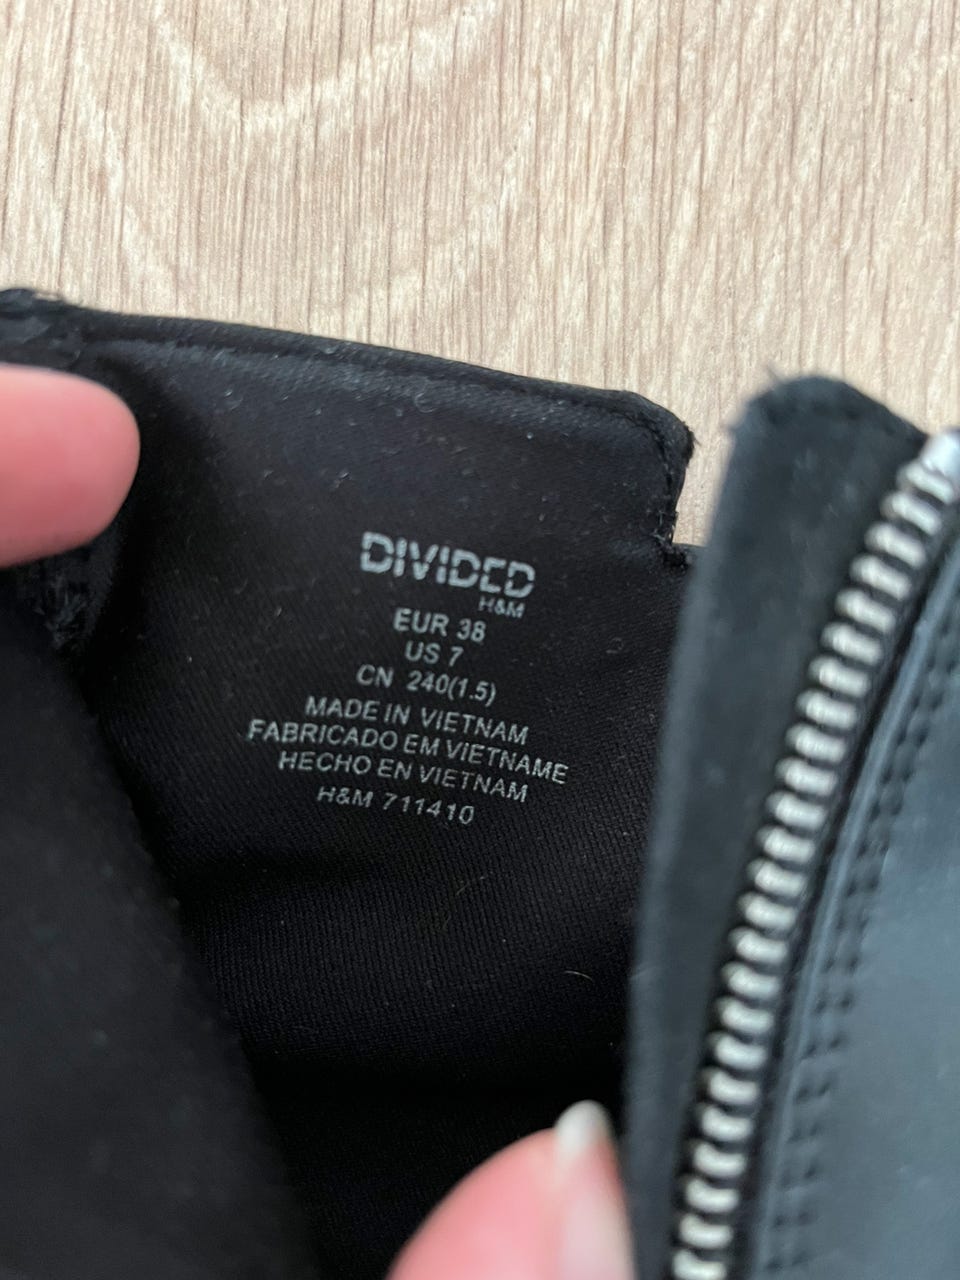 DIVIDED
H&M
EUR 38
US 7
CN 240(1.5)
MADE IN VIETNAM
FABRICADO EM VIETNAME
HECHO EN VIETNAM
H&M 711410